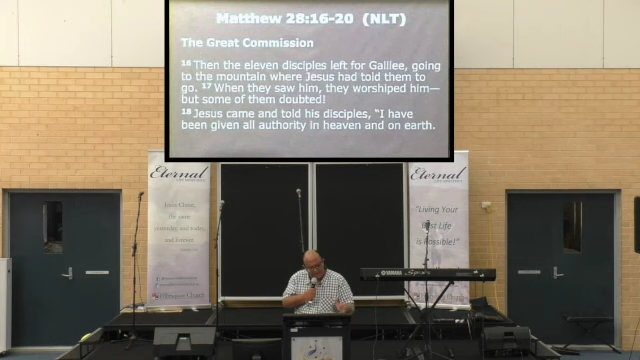 Matthew 28:16-20 (NLT)
The Great Commission
16 Then the eleven disciples left for Galilee, going
to the mountain where Jesus had told them to
go. 17 When they saw him, they worshiped him—
but some of them doubted!
18 Jesus came and told his disciples, "I have
been given all authority in heaven and on earth.
Eternal
Jesus Christ,
the same
yesterday, and today,
and forever.
Eternal
"Living Your
Best Life
is Possible!"
YAMAHA